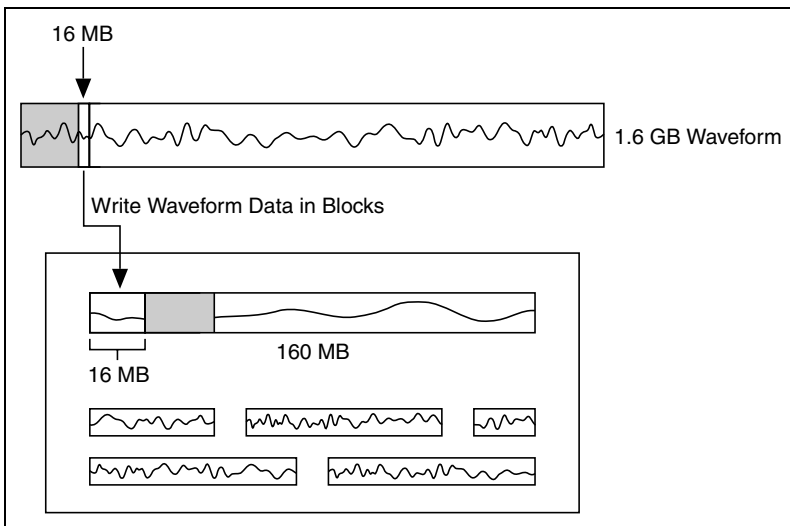 16 MB
1.6 GB Waveform
Write Waveform Data in Blocks
160 MB
16 MB